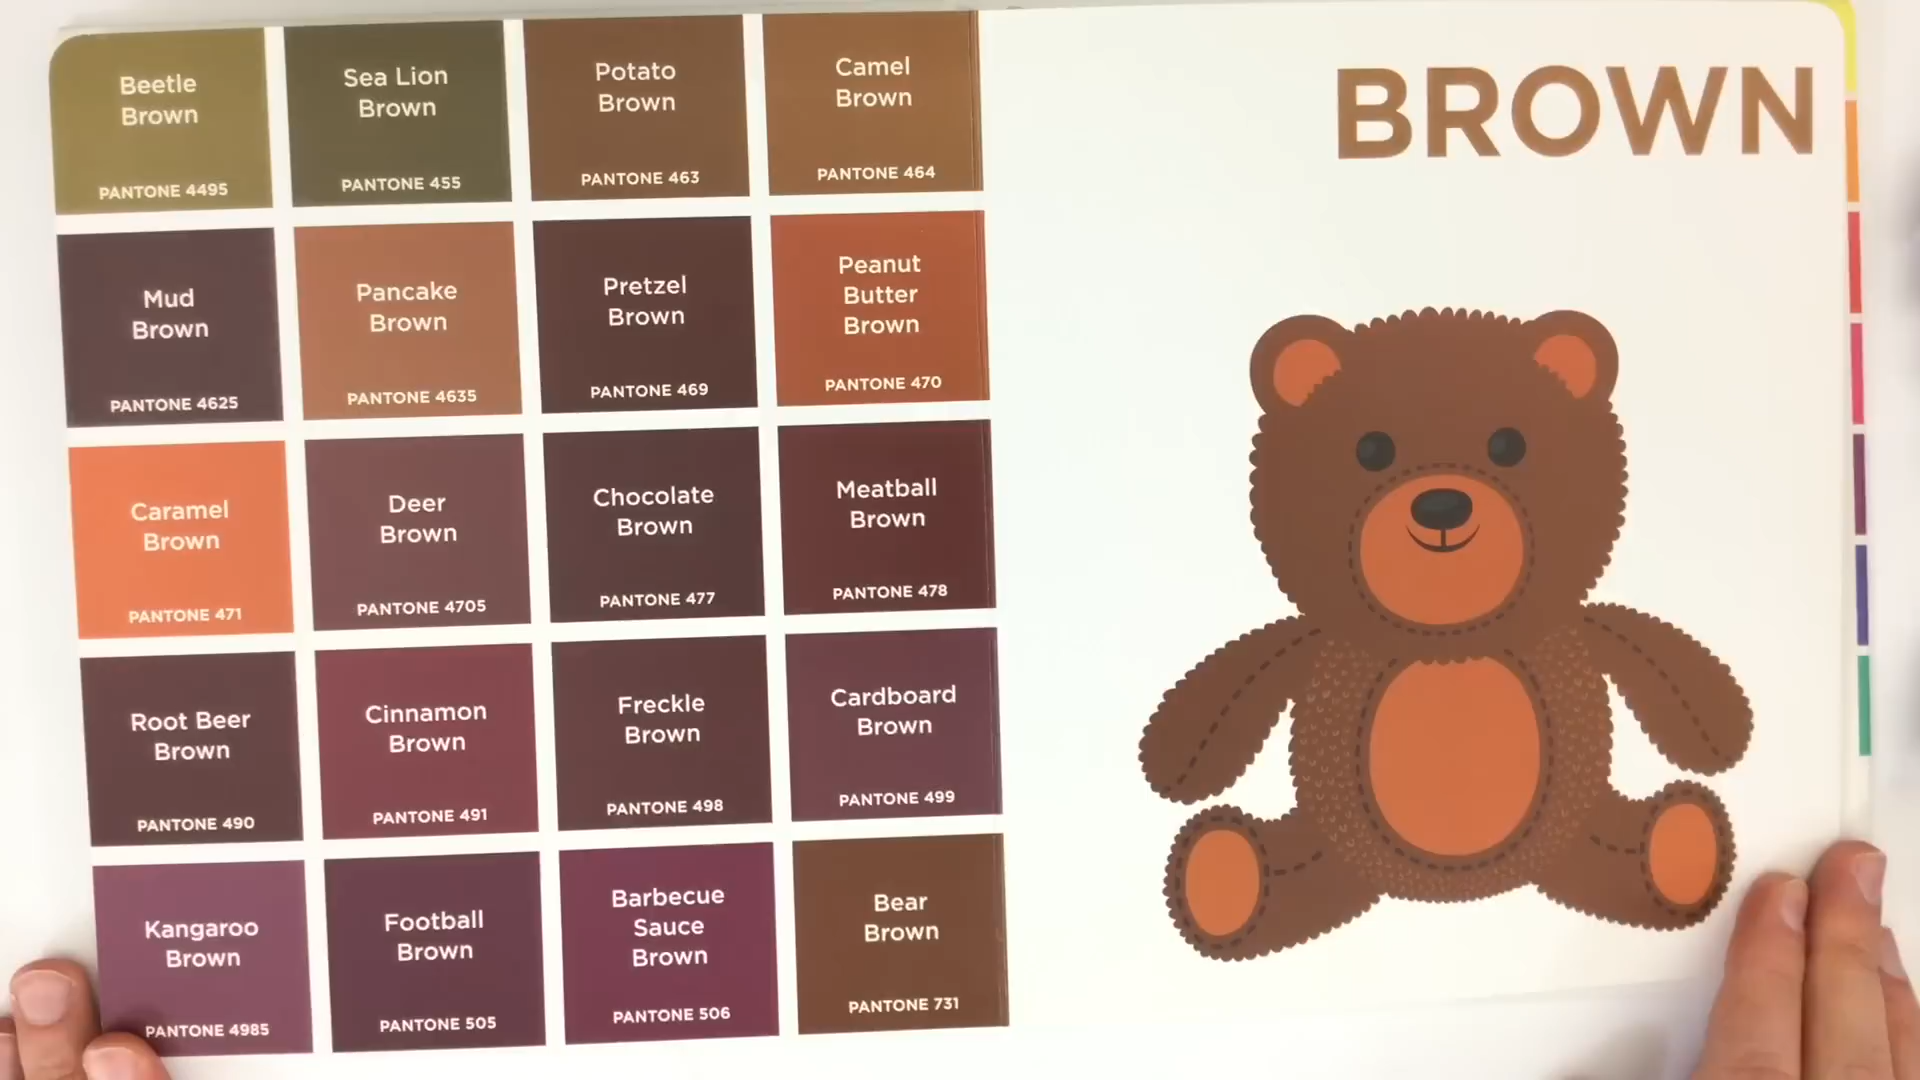 Beetle
Brown
PANTONE 4495
Sea Lion
Brown
PANTONE 455
Potato
Brown
PANTONE 463
Camel
Brown
PANTONE 464
BROWN
Mud
Brown
PANTONE 4625
Pancake
Brown
PANTONE 4635
Pretzel
Brown
PANTONE 469
Peanut
Butter
Brown
PANTONE 470
Caramel
Brown
PANTONE 471
Deer
Brown
PANTONE 4705
Chocolate
Brown
PANTONE 477
Meatball
Brown
PANTONE 478
Root Beer
Brown
PANTONE 490
Cinnamon
Brown
PANTONE 491
Freckle
Brown
PANTONE 498
Cardboard
Brown
PANTONE 499
Kangaroo
Brown
PANTONE 4985
Football
Brown
PANTONE 505
Barbecue
Sauce
Brown
PANTONE 506
Bear
Brown
PANTONE 731